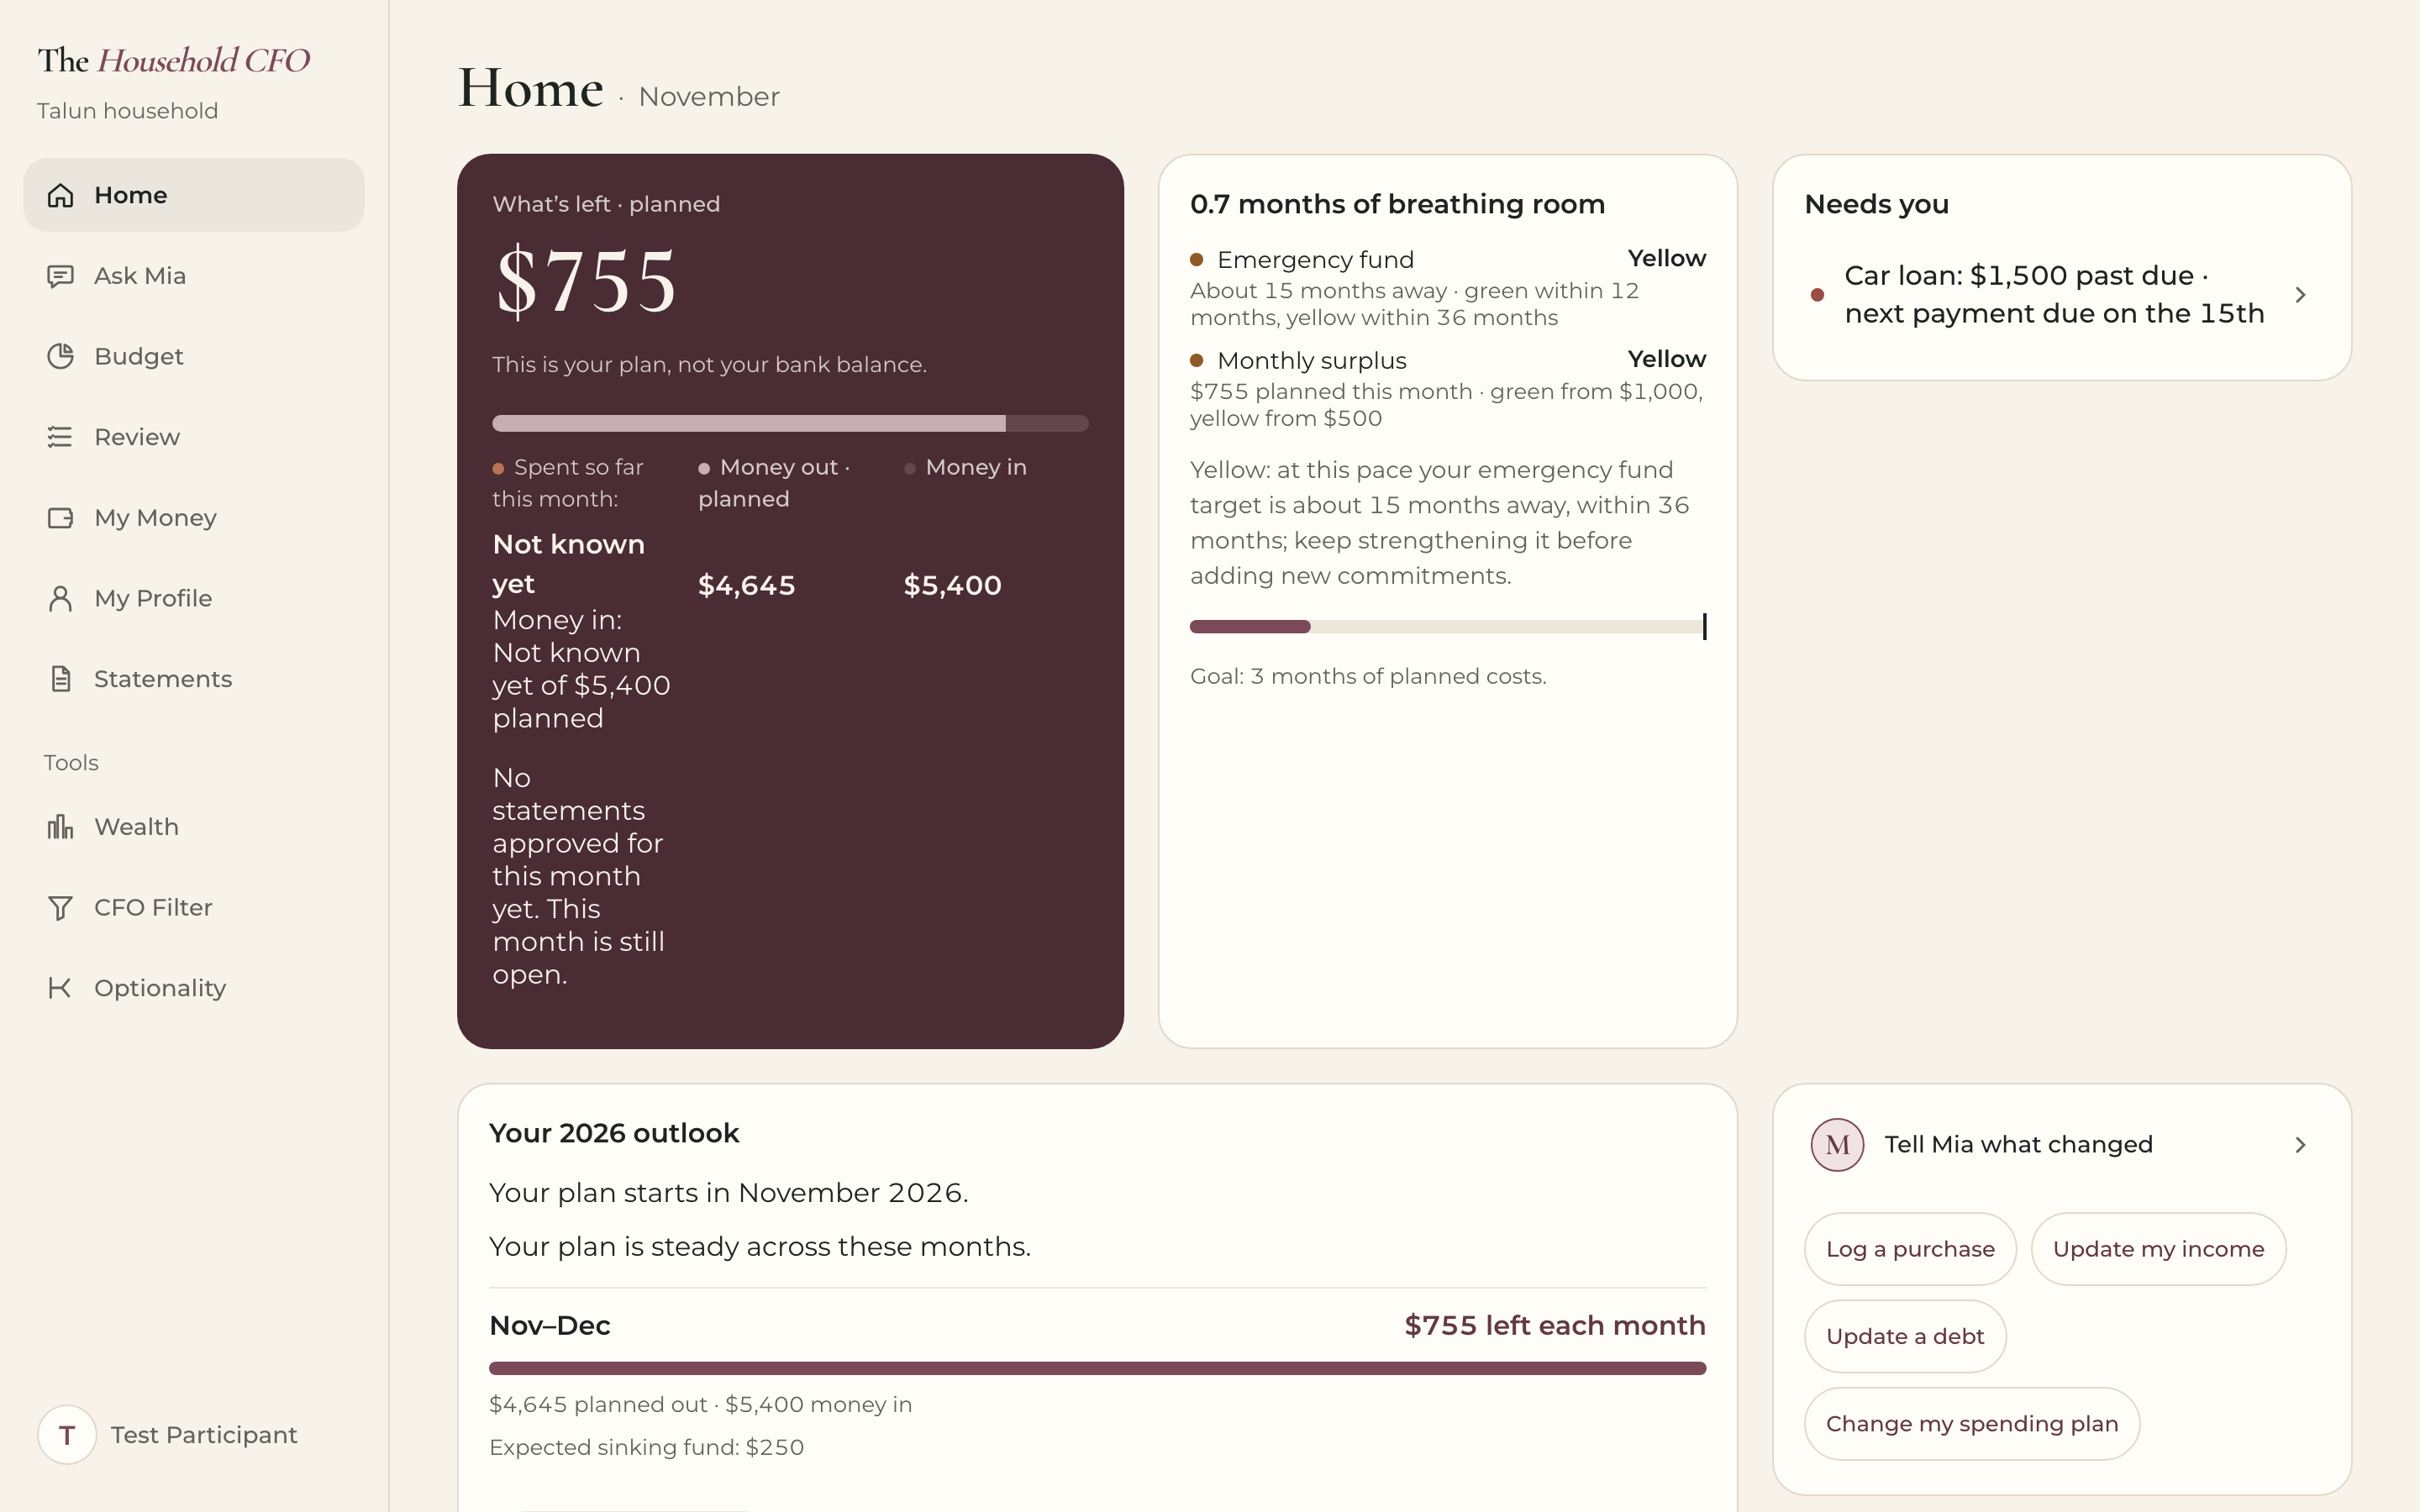 The Household CFO
Talun household
Home
Ask Mia
Budget
Review
My Money
My Profile
Statements
Tools
Wealth
CFO Filter
Optionality
T
Test Participant
Home · November
What’s left · planned
$755
This is your plan, not your bank balance.
Spent so far
this month:
Not known
yet
Money in:
Not known
yet of $5,400
planned
No
statements
approved for
this month
yet. This
month is still
open.
Money out ·
planned
$4,645
Money in
$5,400
0.7 months of breathing room
Emergency fund Yellow
About 15 months away · green within 12
months, yellow within 36 months
Monthly surplus Yellow
$755 planned this month · green from $1,000,
yellow from $500
Yellow: at this pace your emergency fund
target is about 15 months away, within 36
months; keep strengthening it before
adding new commitments.
Goal: 3 months of planned costs.
Needs you
Car loan: $1,500 past due ·
next payment due on the 15th
Your 2026 outlook
Your plan starts in November 2026.
Your plan is steady across these months.
Nov–Dec $755 left each month
$4,645 planned out · $5,400 money in
Expected sinking fund: $250
M
Tell Mia what changed
Log a purchase
Update my income
Update a debt
Change my spending plan